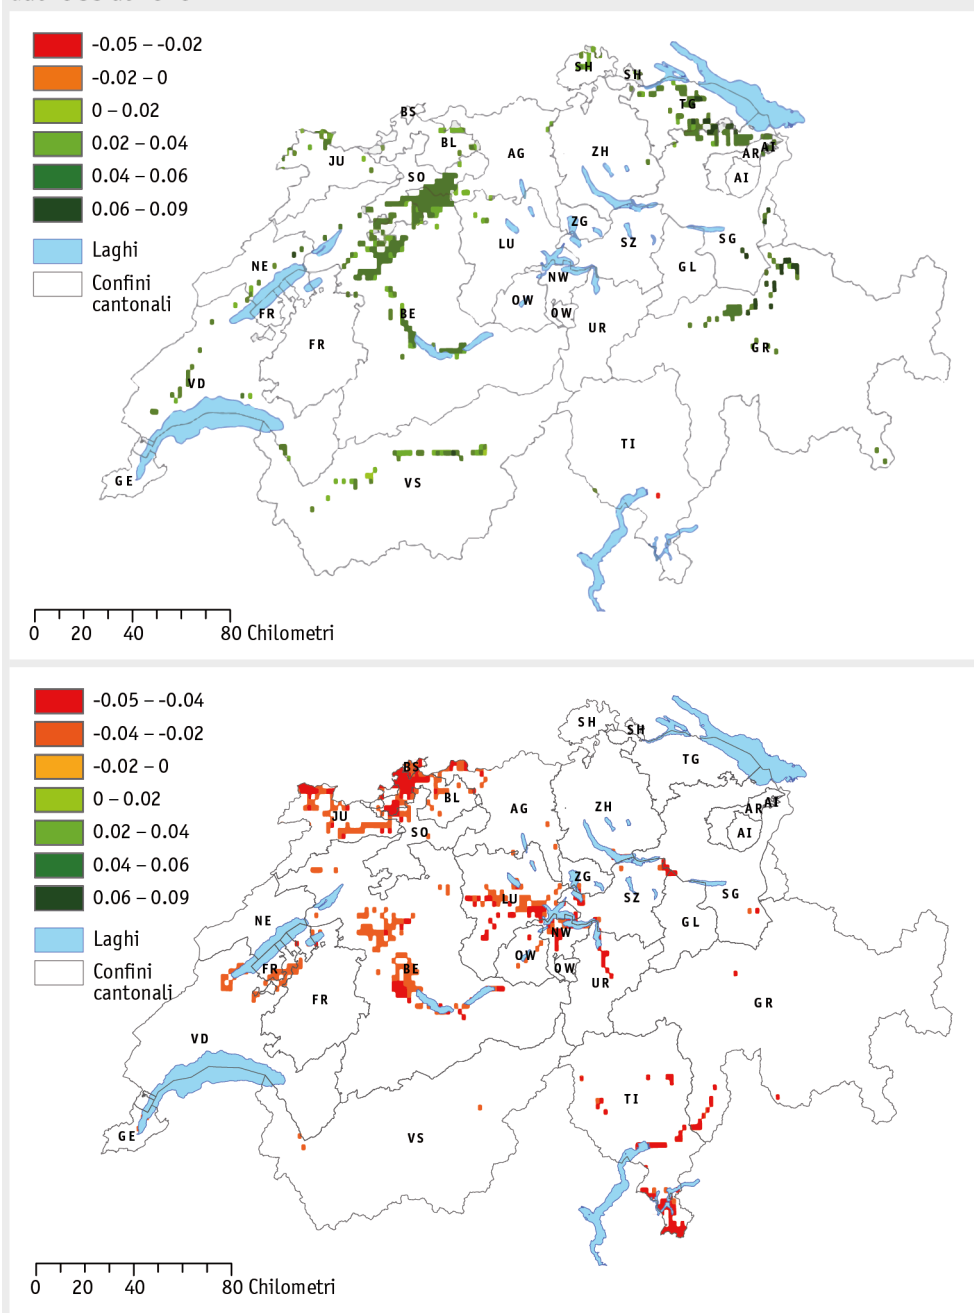 -0.05 – -0.02
-0.02 – 0
0 – 0.02
0.02 – 0.04
0.04 – 0.06
0.06 – 0.09
Laghi
Confini
cantonali
SH
SH
TG
BS
BL
AG
ZH
AR
AI
AI
JU
SO
ZG
LU
SZ
SG
NE
NW
GL
OW
OW
FR
BE
UR
FR
GR
VD
TI
GE
VS
0 20 40 80 Chilometri
-0.05 – -0.04
-0.04 – -0.02
-0.02 – 0
0 – 0.02
0.02 – 0.04
0.04 – 0.06
0.06 – 0.09
Laghi
Confini
cantonali
SH
SH
TG
BS
BL
AG
ZH
AR
AI
AI
JU
SO
ZG
LU
SZ
SG
NE
NW
GL
OW
OW
FR
BE
UR
FR
GR
VD
TI
GE
VS
0 20 40 80 Chilometri